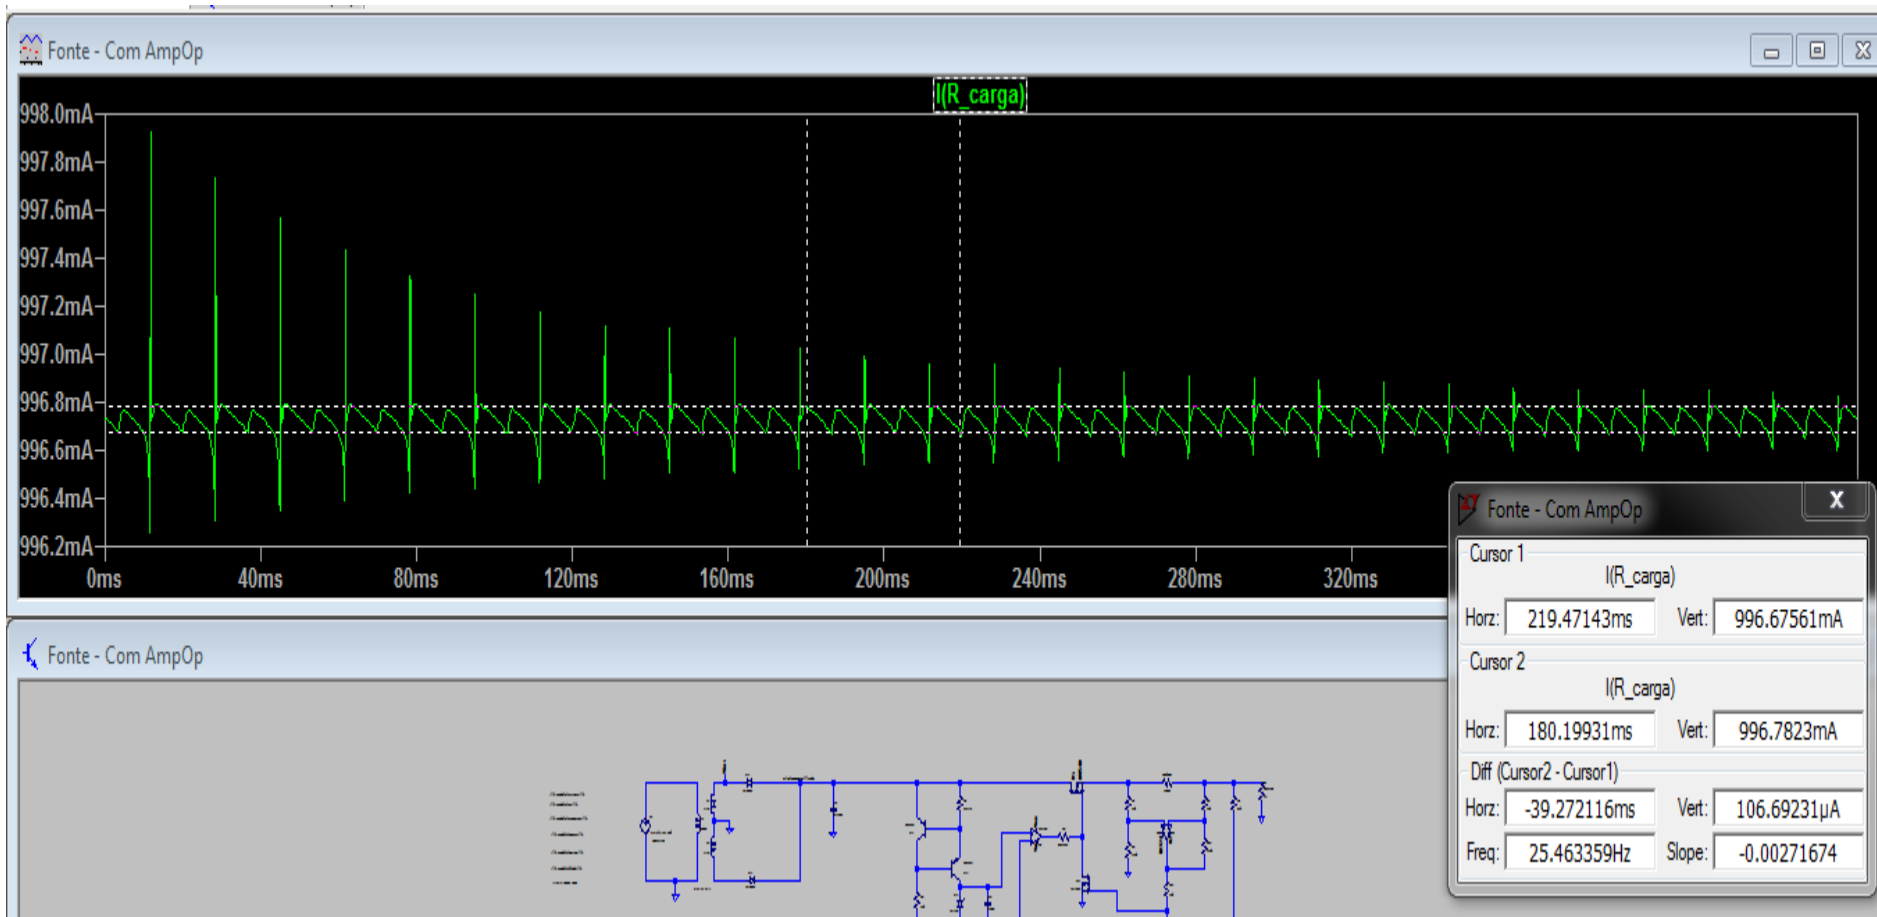 Fonte - Com AmpOp
I(R_carga)
998.0mA
997.8mA
997.6mA
997.4mA
997.2mA
997.0mA
996.8mA
996.6mA
996.4mA
996.2mA
0ms 40ms 80ms 120ms 160ms 200ms 240ms 280ms 320ms
Fonte - Com AmpOp
Fonte - Com AmpOp
Cursor 1
I(R_carga)
Horz: 219.47143ms Vert: 996.67561mA
Cursor 2
I(R_carga)
Horz: 180.19931ms Vert: 996.7823mA
Diff (Cursor2 - Cursor1)
Horz: -39.272116ms Vert: 106.69231µA
Freq: 25.463359Hz Slope: -0.00271674